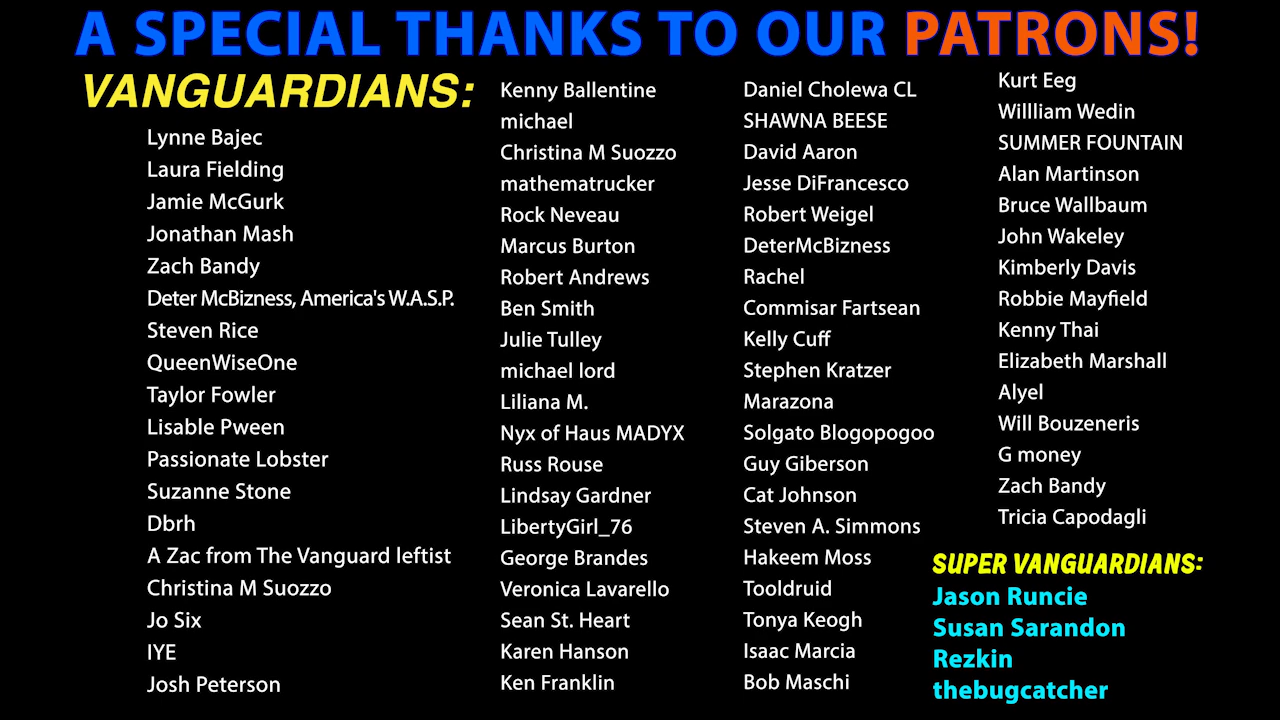 A SPECIAL THANKS TO OUR PATRONS!
VANGUARDIANS:
Lynne Bajec
Laura Fielding
Jamie McGurk
Jonathan Mash
Zach Bandy
Deter McBizness, America's W.A.S.P.
Steven Rice
QueenWiseOne
Taylor Fowler
Lisable Pween
Passionate Lobster
Suzanne Stone
Dbrh
A Zac from The Vanguard leftist
Christina M Suozzo
Jo Six
IYE
Josh Peterson
Kenny Ballentine
michael
Christina M Suozzo
mathematrucker
Rock Neveau
Marcus Burton
Robert Andrews
Ben Smith
Julie Tulley
michael lord
Liliana M.
Nyx of Haus MADYX
Russ Rouse
Lindsay Gardner
LibertyGirl_76
George Brandes
Veronica Lavarello
Sean St. Heart
Karen Hanson
Ken Franklin
Daniel Cholewa CL
SHAWNA BEESE
David Aaron
Jesse DiFrancesco
Robert Weigel
DeterMcBizness
Rachel
Commisar Fartsean
Kelly Cuff
Stephen Kratzer
Marazona
Solgato Blogopogoo
Guy Giberson
Cat Johnson
Steven A. Simmons
Hakeem Moss
Tooldruid
Tonya Keogh
Isaac Marcia
Bob Maschi
Kurt Eeg
Willliam Wedin
SUMMER FOUNTAIN
Alan Martinson
Bruce Wallbaum
John Wakeley
Kimberly Davis
Robbie Mayfield
Kenny Thai
Elizabeth Marshall
Alyel
Will Bouzeneris
G money
Zach Bandy
Tricia Capodagli
SUPER VANGUARDIANS:
Jason Runcie
Susan Sarandon
Rezkin
thebugcatcher